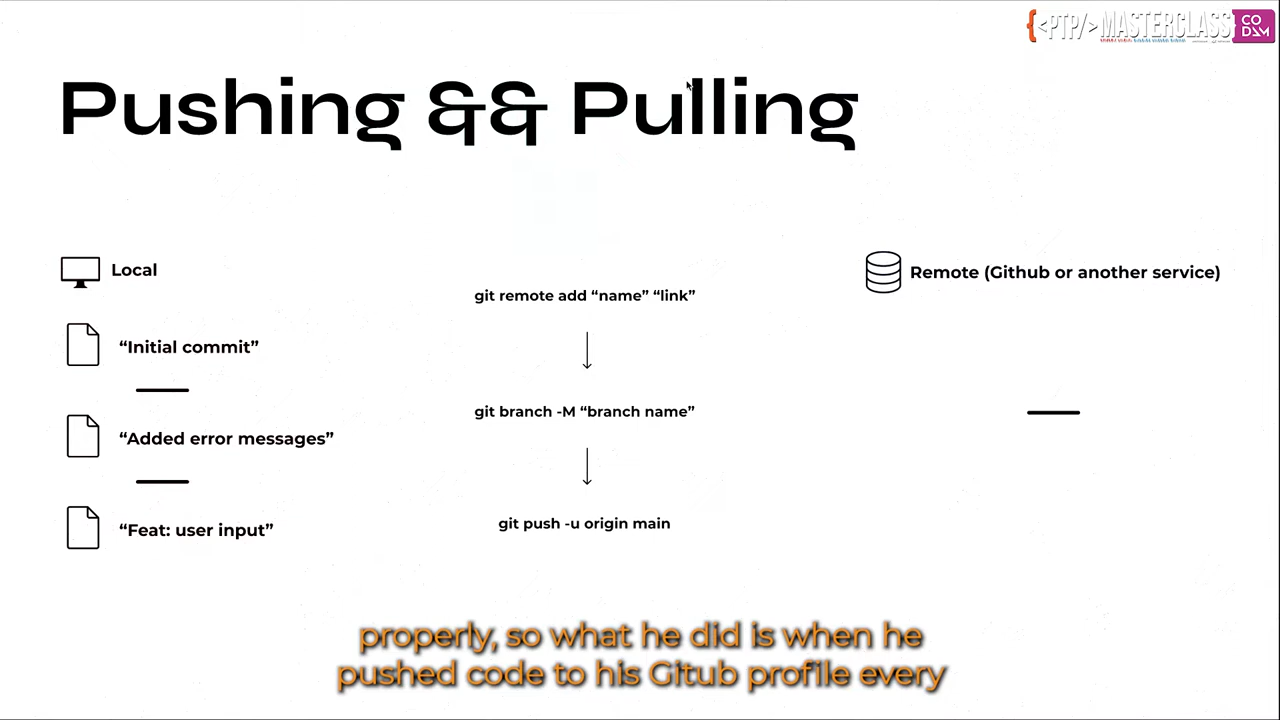 {<PTP/>MASTERCLASS
CO
D>M
Pushing && Pulling
Local
Remote (Github or another service)
git remote add “name” “link”
“Initial commit”
git branch -M “branch name”
“Added error messages”
git push -u origin main
“Feat: user input”
properly, so what he did is when he
pushed code to his Gitub profile every